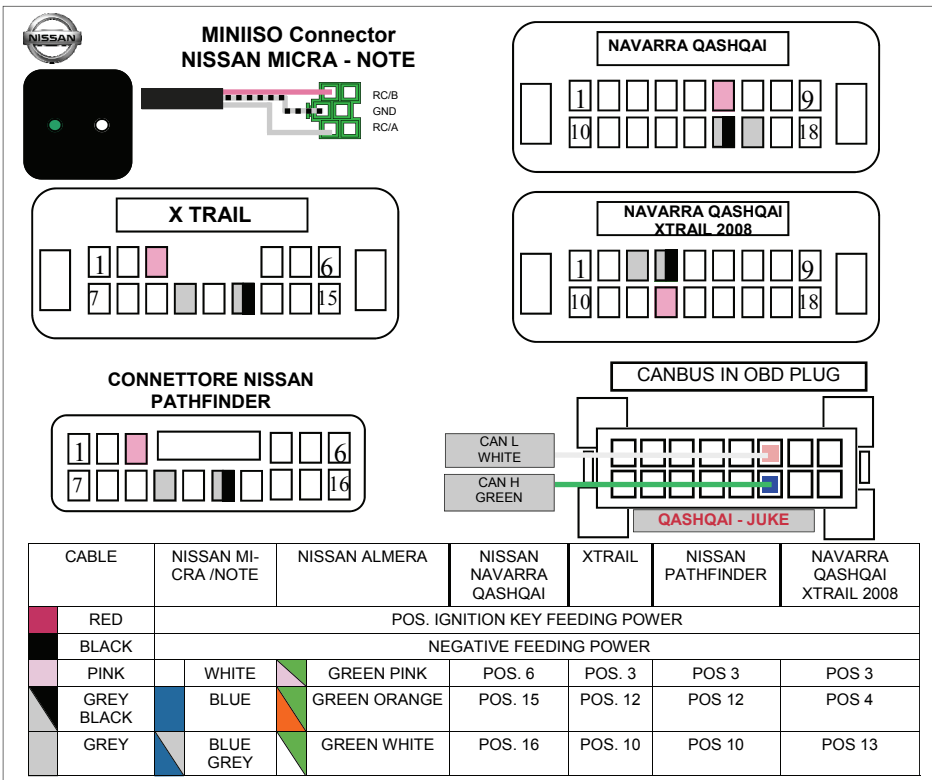 NISSAN
MINIISO Connector
NISSAN MICRA - NOTE
RC/B
GND
RC/A
NAVARRA QASHQAI
1
9
10
18
X TRAIL
1
6
7
15
NAVARRA QASHQAI
XTRAIL 2008
1
9
10
18
CONNETTORE NISSAN
PATHFINDER
1
6
7
16
CANBUS IN OBD PLUG
CAN L
WHITE
CAN H
GREEN
QASHQAI - JUKE
CABLE
NISSAN MI-
CRA /NOTE
NISSAN ALMERA
NISSAN
NAVARRA
QASHQAI
XTRAIL
NISSAN
PATHFINDER
NAVARRA
QASHQAI
XTRAIL 2008
RED
POS. IGNITION KEY FEEDING POWER
BLACK
NEGATIVE FEEDING POWER
PINK
WHITE
GREEN PINK
POS. 6
POS. 3
POS 3
POS 3
GREY
BLACK
BLUE
GREEN ORANGE
POS. 15
POS. 12
POS 12
POS 4
GREY
BLUE
GREY
GREEN WHITE
POS. 16
POS. 10
POS 10
POS 13